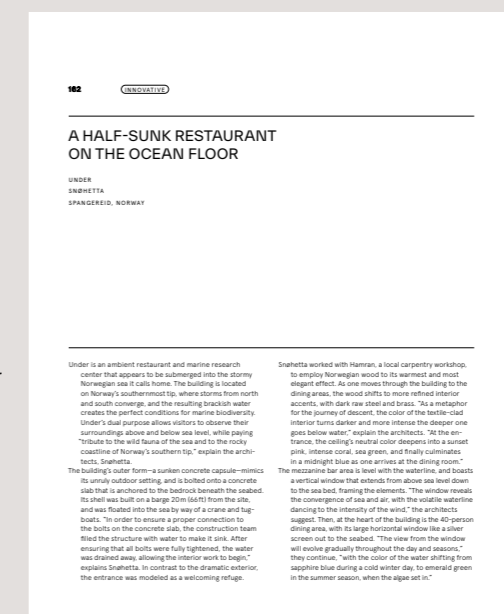 162
INNOVATIVE
A HALF-SUNK RESTAURANT
ON THE OCEAN FLOOR
UNDER
SNØHETTA
SPANGEREID, NORWAY
Under is an ambient restaurant and marine research
center that appears to be submerged into the stormy
Norwegian sea it calls home. The building is located
on Norway's southernmost tip, where storms from north
and south converge, and the resulting brackish water
creates the perfect conditions for marine biodiversity.
Under's dual purpose allows visitors to observe their
surroundings above and below sea level, while paying
"tribute to the wild fauna of the sea and to the rocky
coastline of Norway's southern tip," explain the archi-
tects, Snøhetta.
The building's outer form—a sunken concrete capsule—mimics
its unruly outdoor setting, and is bolted onto a concrete
slab that is anchored to the bedrock beneath the seabed.
Its shell was built on a barge 20m (66ft) from the site,
and was floated into the sea by way of a crane and tug-
boats. "In order to ensure a proper connection to
the bolts on the concrete slab, the construction team
filled the structure with water to make it sink. After
ensuring that all bolts were fully tightened, the water
was drained away, allowing the interior work to begin,"
explains Snøhetta. In contrast to the dramatic exterior,
the entrance was modeled as a welcoming refuge.
Snøhetta worked with Hamran, a local carpentry workshop,
to employ Norwegian wood to its warmest and most
elegant effect. As one moves through the building to the
dining areas, the wood shifts to more refined interior
accents, with dark raw steel and brass. "As a metaphor
for the journey of descent, the color of the textile-clad
interior turns darker and more intense the deeper one
goes below water," explain the architects. "At the en-
trance, the ceiling's neutral color deepens into a sunset
pink, intense coral, sea green, and finally culminates
in a midnight blue as one arrives at the dining room."
The mezzanine bar area is level with the waterline, and boasts
a vertical window that extends from above sea level down
to the sea bed, framing the elements. "The window reveals
the convergence of sea and air, with the volatile waterline
dancing to the intensity of the wind," the architects
suggest. Then, at the heart of the building is the 40-person
dining area, with its large horizontal window like a silver
screen out to the seabed. "The view from the window
will evolve gradually throughout the day and seasons,"
they continue, "with the color of the water shifting from
sapphire blue during a cold winter day, to emerald green
in the summer season, when the algae set in."